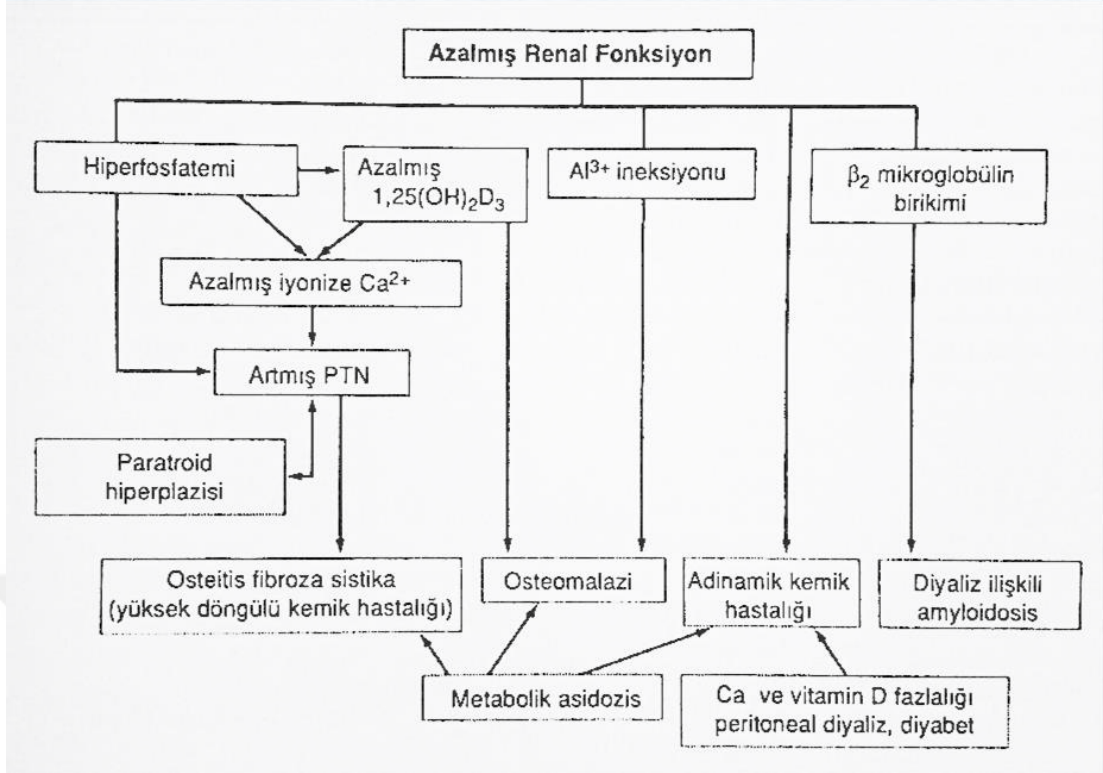 Azalmış Renal Fonksiyon
Hiperfosfatemi
Azalmış
1,25(OH)₂D₃
Al³⁺ ineksiyonu
β₂ mikroglobülin
birikimi
Azalmış iyonize Ca²⁺
Artmış PTN
Paratroid
hiperplazisi
Osteitis fibroza sistika
(yüksek döngülü kemik hastalığı)
Osteomalazi
Adinamik kemik
hastalığı
Diyaliz ilişkili
amyloidosis
Metabolik asidozis
Ca ve vitamin D fazlalığı
peritoneal diyaliz, diyabet